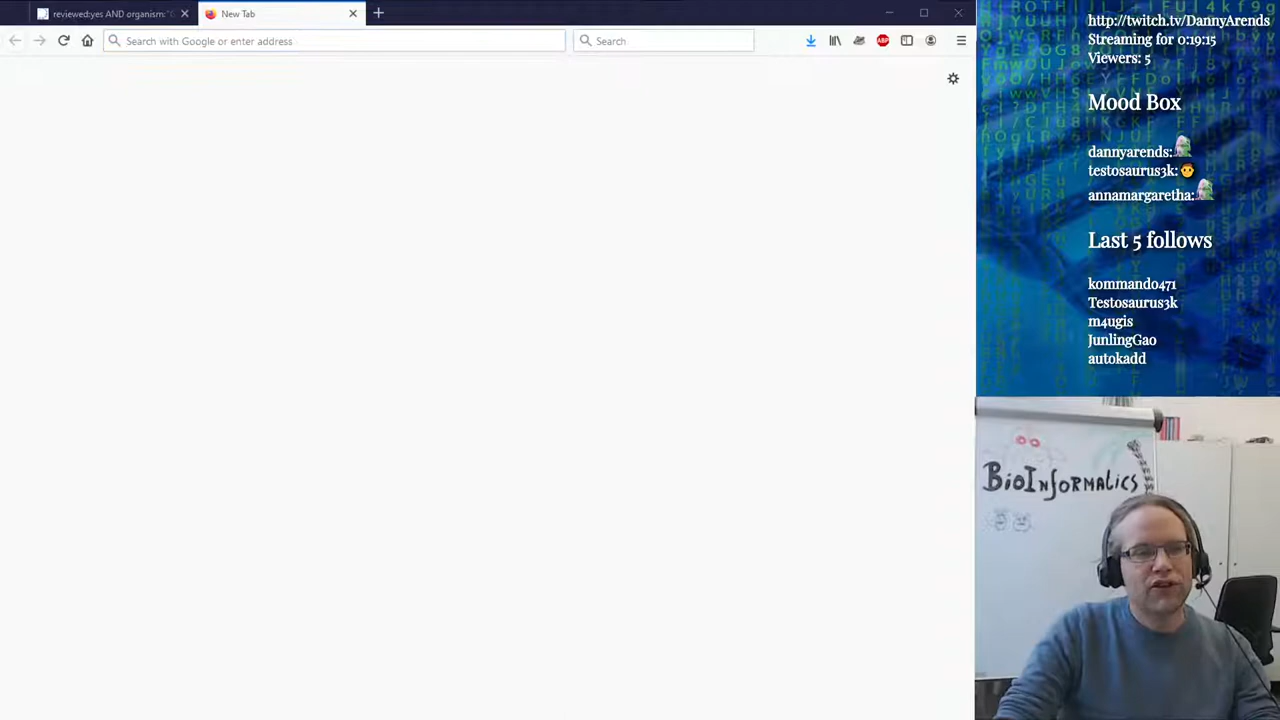 reviewed:yes AND organism:"G
New Tab
Search with Google or enter address
Search
ABP
http://twitch.tv/DannyArends
Streaming for 0:19:15
Viewers: 5
Mood Box
dannyarends:
testosaurus3k:
annamargaretha:
Last 5 follows
kommando471
Testosaurus3k
m4ugis
JunlingGao
autokadd
BioInformatics